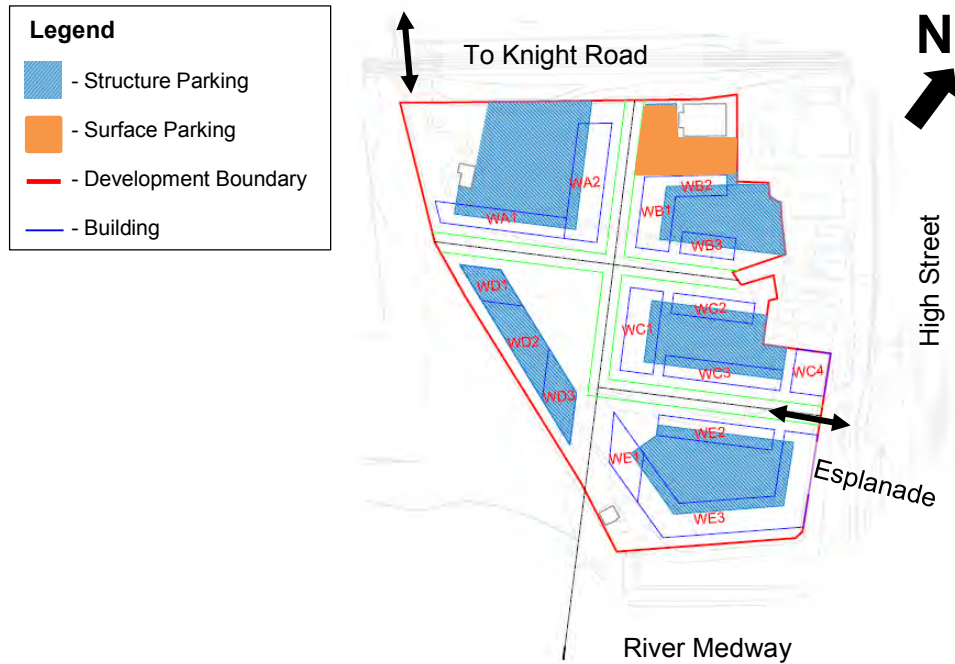 Legend
- Structure Parking
- Surface Parking
- Development Boundary
- Building
To Knight Road
N
High Street
WA2
WA1
WB2
WB1
WB3
WD1
WD2
WD3
WC2
WC1
WC3
WC4
WE2
WE1
WE3
Esplanade
River Medway